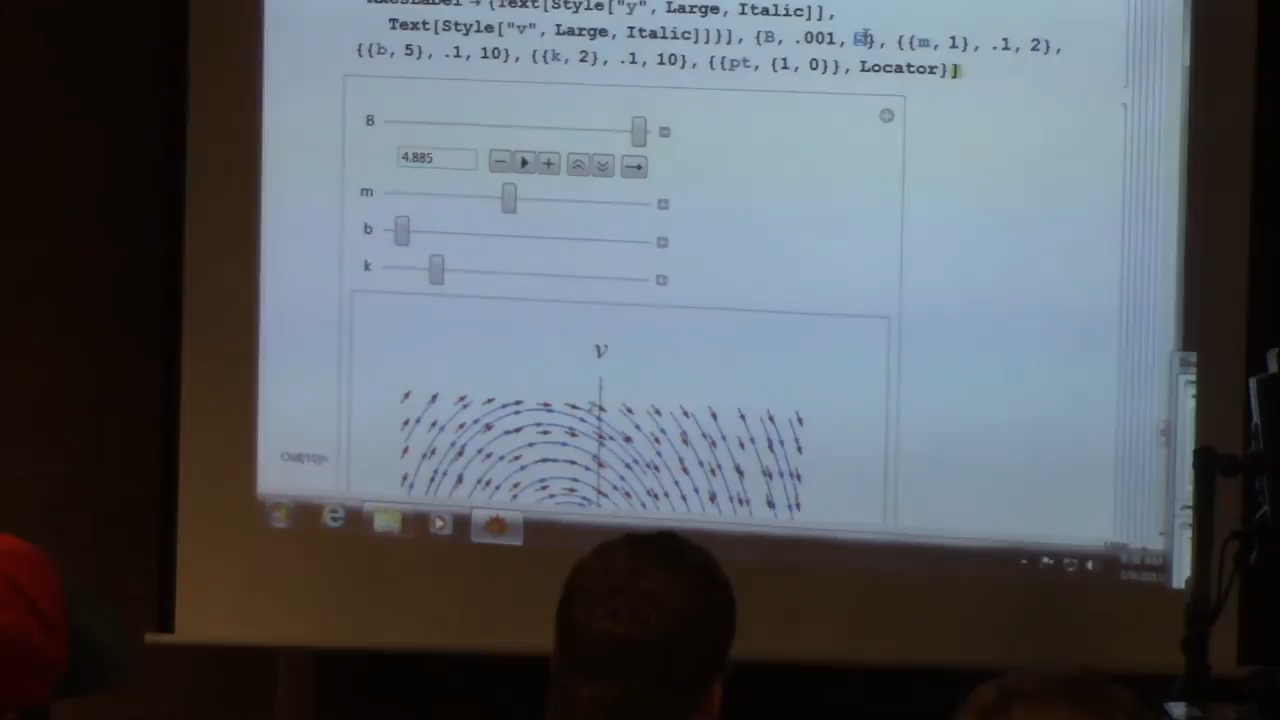 AxesLabel → {Text[Style["y", Large, Italic]],
Text[Style["v", Large, Italic]]}], {B, .001, 5}, {{m, 1}, .1, 2},
{{b, 5}, .1, 10}, {{k, 2}, .1, 10}, {{pt, {1, 0}}, Locator}]
B
4.885
m
b
k
v